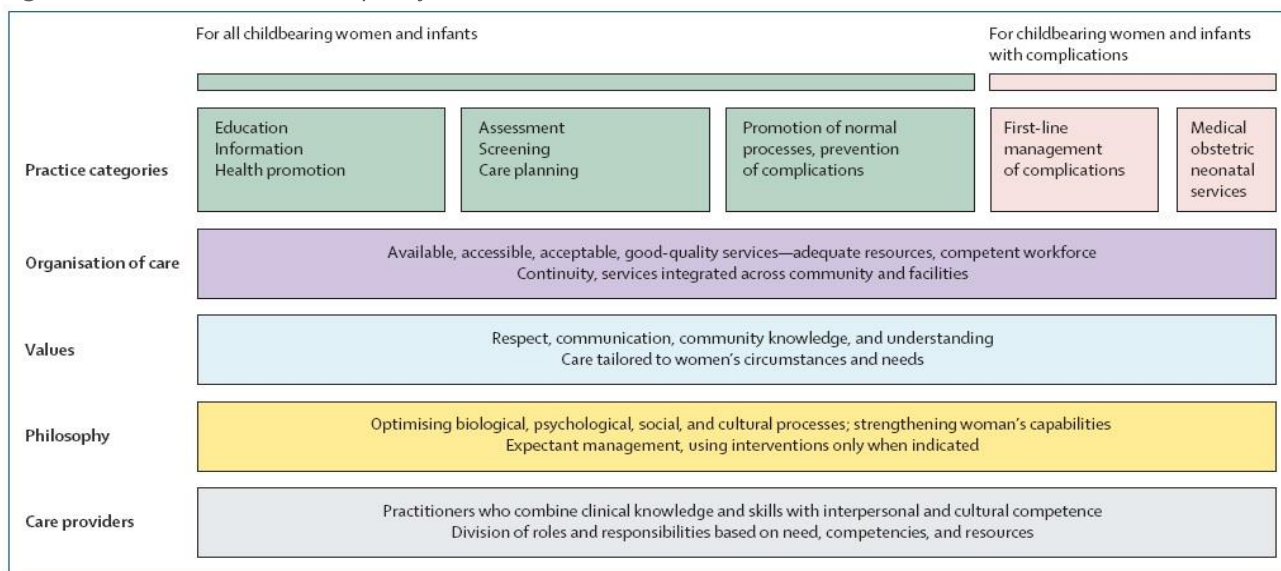 For all childbearing women and infants
For childbearing women and infants
with complications
Practice categories
Education
Information
Health promotion
Assessment
Screening
Care planning
Promotion of normal
processes, prevention
of complications
First-line
management
of complications
Medical
obstetric
neonatal
services
Organisation of care
Available, accessible, acceptable, good-quality services—adequate resources, competent workforce
Continuity, services integrated across community and facilities
Values
Respect, communication, community knowledge, and understanding
Care tailored to women's circumstances and needs
Philosophy
Optimising biological, psychological, social, and cultural processes; strengthening woman's capabilities
Expectant management, using interventions only when indicated
Care providers
Practitioners who combine clinical knowledge and skills with interpersonal and cultural competence
Division of roles and responsibilities based on need, competencies, and resources